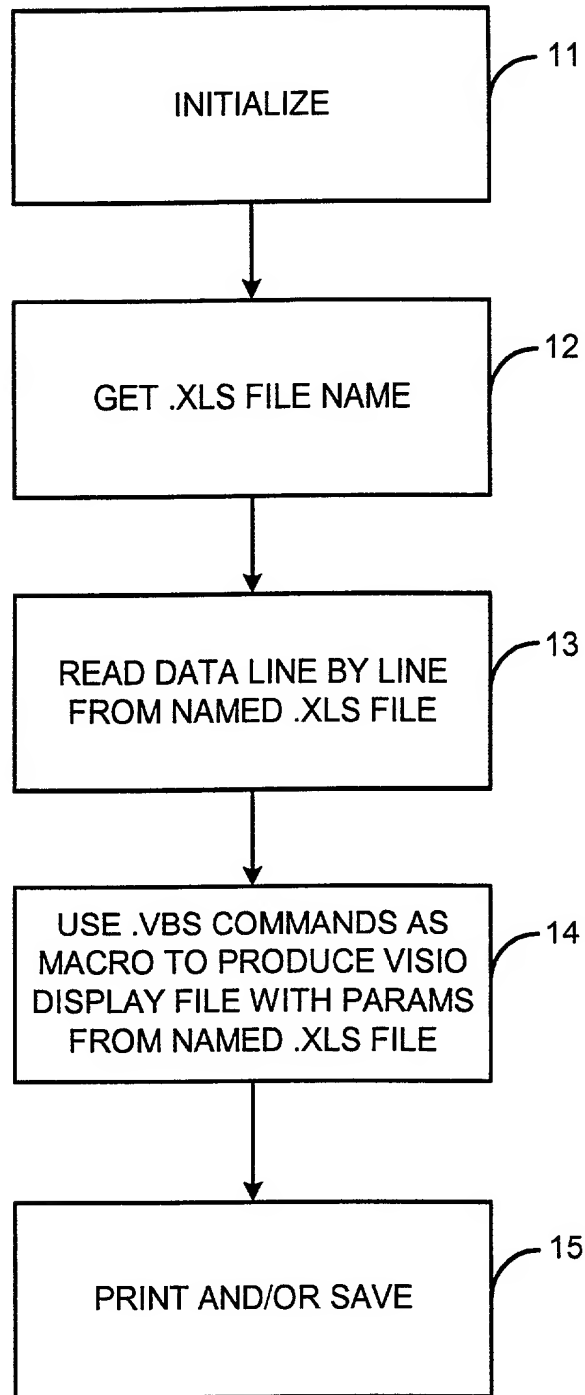 INITIALIZE
11
GET .XLS FILE NAME
12
READ DATA LINE BY LINE
FROM NAMED .XLS FILE
13
USE .VBS COMMANDS AS
MACRO TO PRODUCE VISIO
DISPLAY FILE WITH PARAMS
FROM NAMED .XLS FILE
14
PRINT AND/OR SAVE
15